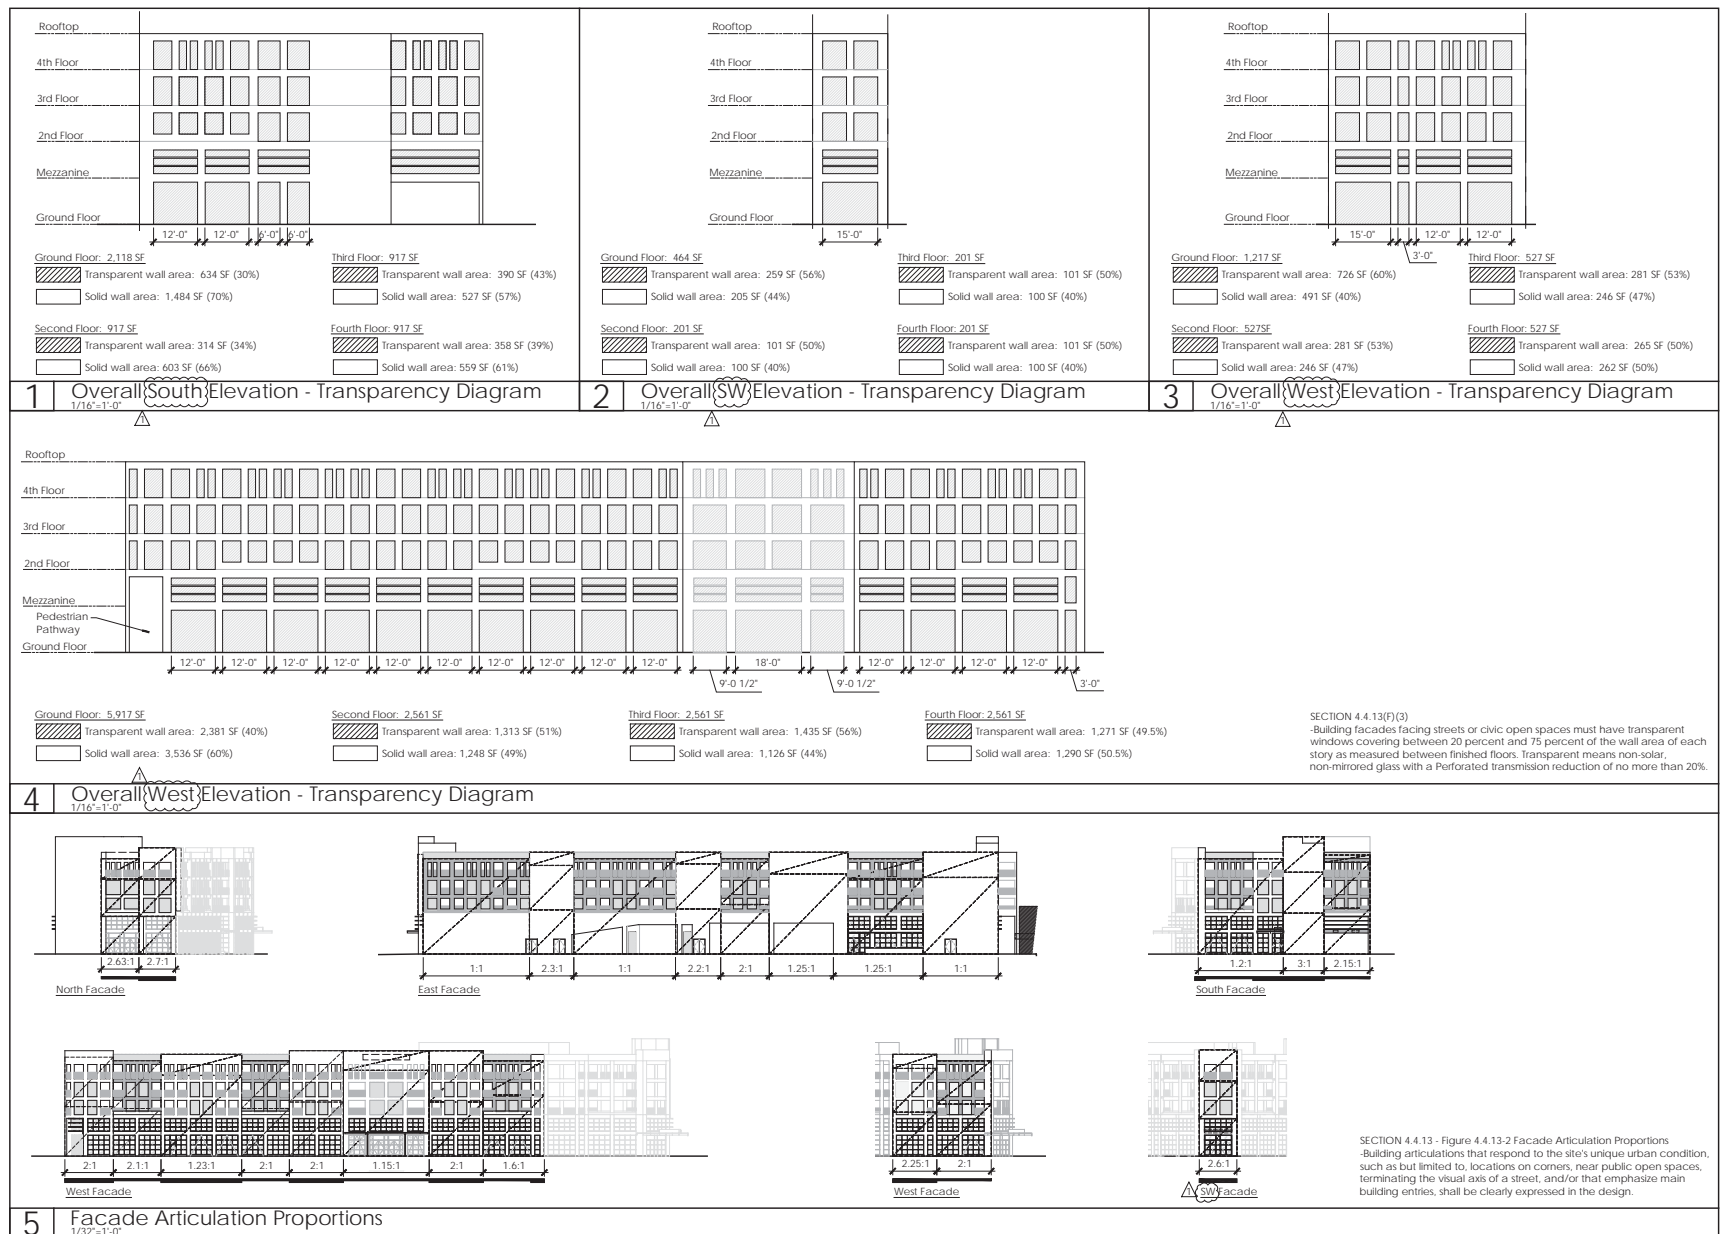 Rooftop
4th Floor
3rd Floor
2nd Floor
Mezzanine
Ground Floor
12'-0"
12'-0"
6'-0"
6'-0"
Ground Floor: 2,118 SF
Transparent wall area: 634 SF (30%)
Solid wall area: 1,484 SF (70%)
Third Floor: 917 SF
Transparent wall area: 390 SF (43%)
Solid wall area: 527 SF (57%)
Second Floor: 917 SF
Transparent wall area: 314 SF (34%)
Solid wall area: 603 SF (66%)
Fourth Floor: 917 SF
Transparent wall area: 358 SF (39%)
Solid wall area: 559 SF (61%)
1
Overall South Elevation - Transparency Diagram
1/16"=1'-0"
1
Rooftop
4th Floor
3rd Floor
2nd Floor
Mezzanine
Ground Floor
15'-0"
Ground Floor: 464 SF
Transparent wall area: 259 SF (56%)
Solid wall area: 205 SF (44%)
Third Floor: 201 SF
Transparent wall area: 101 SF (50%)
Solid wall area: 100 SF (40%)
Second Floor: 201 SF
Transparent wall area: 101 SF (50%)
Solid wall area: 100 SF (40%)
Fourth Floor: 201 SF
Transparent wall area: 101 SF (50%)
Solid wall area: 100 SF (40%)
2
Overall SW Elevation - Transparency Diagram
1/16"=1'-0"
1
Rooftop
4th Floor
3rd Floor
2nd Floor
Mezzanine
Ground Floor
15'-0"
12'-0"
12'-0"
3'-0"
Ground Floor: 1,217 SF
Transparent wall area: 726 SF (60%)
Solid wall area: 491 SF (40%)
Third Floor: 527 SF
Transparent wall area: 281 SF (53%)
Solid wall area: 246 SF (47%)
Second Floor: 527SF
Transparent wall area: 281 SF (53%)
Solid wall area: 246 SF (47%)
Fourth Floor: 527 SF
Transparent wall area: 265 SF (50%)
Solid wall area: 262 SF (50%)
3
Overall West Elevation - Transparency Diagram
1/16"=1'-0"
1
Rooftop
4th Floor
3rd Floor
2nd Floor
Mezzanine
Pedestrian
Pathway
Ground Floor
12'-0"
12'-0"
12'-0"
12'-0"
12'-0"
12'-0"
12'-0"
12'-0"
12'-0"
12'-0"
18'-0"
12'-0"
12'-0"
12'-0"
12'-0"
9'-0 1/2"
9'-0 1/2"
3'-0"
Ground Floor: 5,917 SF
Transparent wall area: 2,381 SF (40%)
Solid wall area: 3,536 SF (60%)
Second Floor: 2,561 SF
Transparent wall area: 1,313 SF (51%)
Solid wall area: 1,248 SF (49%)
Third Floor: 2,561 SF
Transparent wall area: 1,435 SF (56%)
Solid wall area: 1,126 SF (44%)
Fourth Floor: 2,561 SF
Transparent wall area: 1,271 SF (49.5%)
Solid wall area: 1,290 SF (50.5%)
SECTION 4.4.13(F)(3)
-Building facades facing streets or civic open spaces must have transparent
windows covering between 20 percent and 75 percent of the wall area of each
story as measured between finished floors. Transparent means non-solar,
non-mirrored glass with a Perforated transmission reduction of no more than 20%.
1
4
Overall West Elevation - Transparency Diagram
1/16"=1'-0"
2.63:1
2.7:1
North Facade
1:1
2.3:1
1:1
2.2:1
2:1
1.25:1
1.25:1
1:1
East Facade
1.2:1
3:1
2.15:1
South Facade
2:1
2.1:1
1.23:1
2:1
2:1
1.15:1
2:1
1.6:1
West Facade
2.25:1
2:1
West Facade
2.6:1
1
SW Facade
SECTION 4.4.13 - Figure 4.4.13-2 Facade Articulation Proportions
-Building articulations that respond to the site's unique urban condition,
such as but limited to, locations on corners, near public open spaces,
terminating the visual axis of a street, and/or that emphasize main
building entries, shall be clearly expressed in the design.
5
Facade Articulation Proportions
1/32"=1'-0"